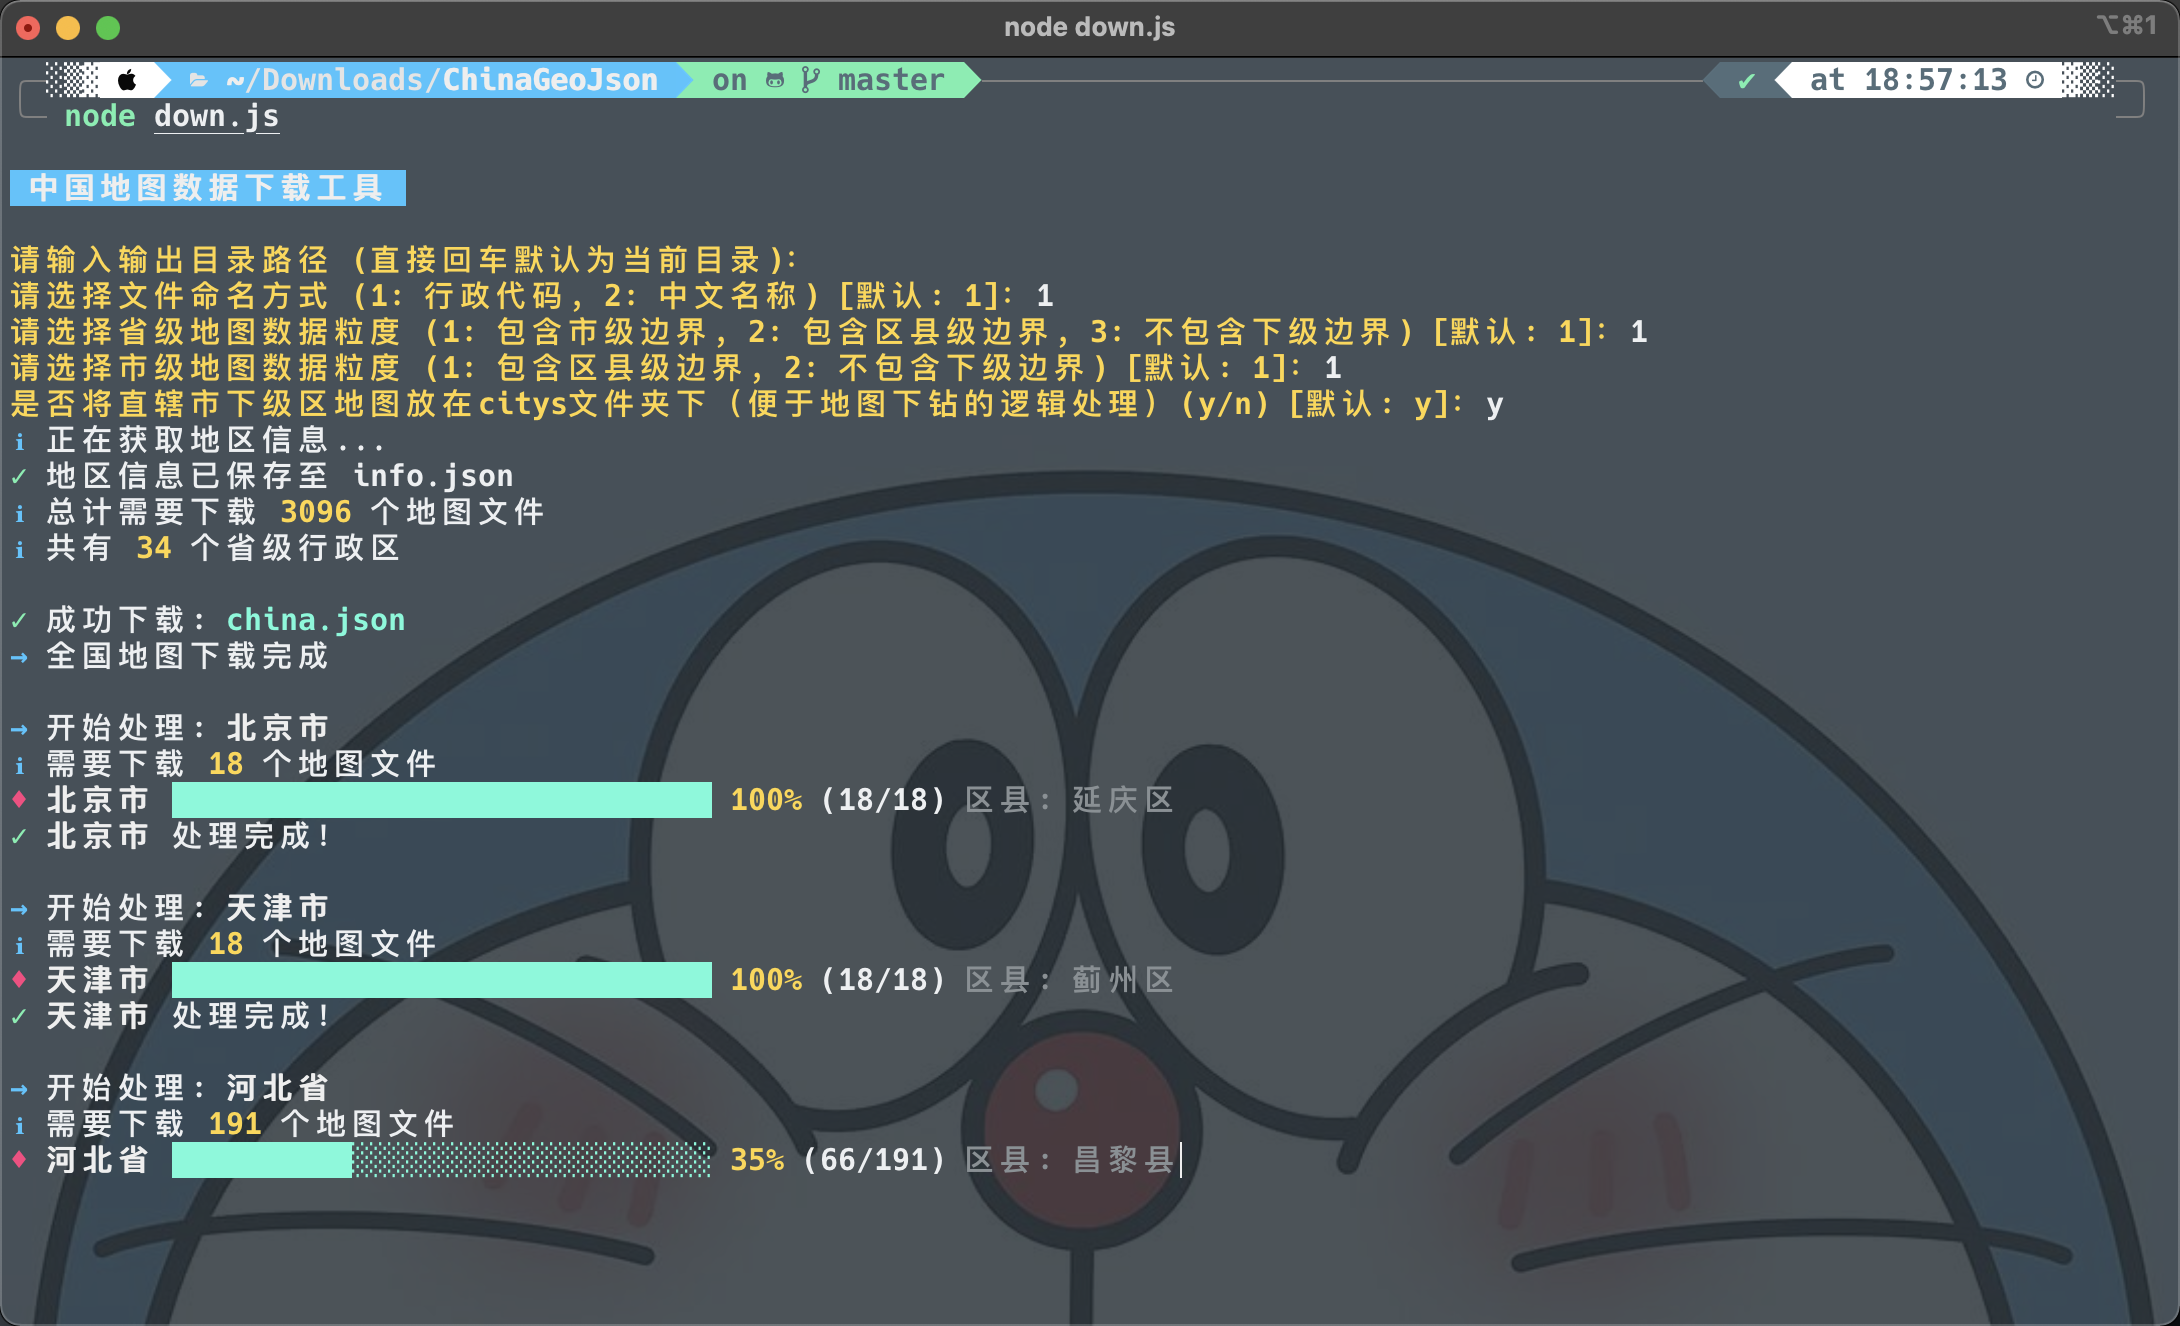 node down.js
⌥⌘1
~/Downloads/ChinaGeoJson on master ✔ at 18:57:13
node down.js
中国地图数据下载工具
请输入输出目录路径 (直接回车默认为当前目录):
请选择文件命名方式 (1: 行政代码, 2: 中文名称) [默认: 1]: 1
请选择省级地图数据粒度 (1: 包含市级边界, 2: 包含区县级边界, 3: 不包含下级边界) [默认: 1]: 1
请选择市级地图数据粒度 (1: 包含区县级边界, 2: 不包含下级边界) [默认: 1]: 1
是否将直辖市下级区地图放在citys文件夹下（便于地图下钻的逻辑处理）(y/n) [默认: y]: y
ℹ 正在获取地区信息...
✓ 地区信息已保存至 info.json
ℹ 总计需要下载 3096 个地图文件
ℹ 共有 34 个省级行政区
✓ 成功下载: china.json
→ 全国地图下载完成
→ 开始处理: 北京市
ℹ 需要下载 18 个地图文件
♦ 北京市 100% (18/18) 区县: 延庆区
✓ 北京市 处理完成!
→ 开始处理: 天津市
ℹ 需要下载 18 个地图文件
♦ 天津市 100% (18/18) 区县: 蓟州区
✓ 天津市 处理完成!
→ 开始处理: 河北省
ℹ 需要下载 191 个地图文件
♦ 河北省 35% (66/191) 区县: 昌黎县